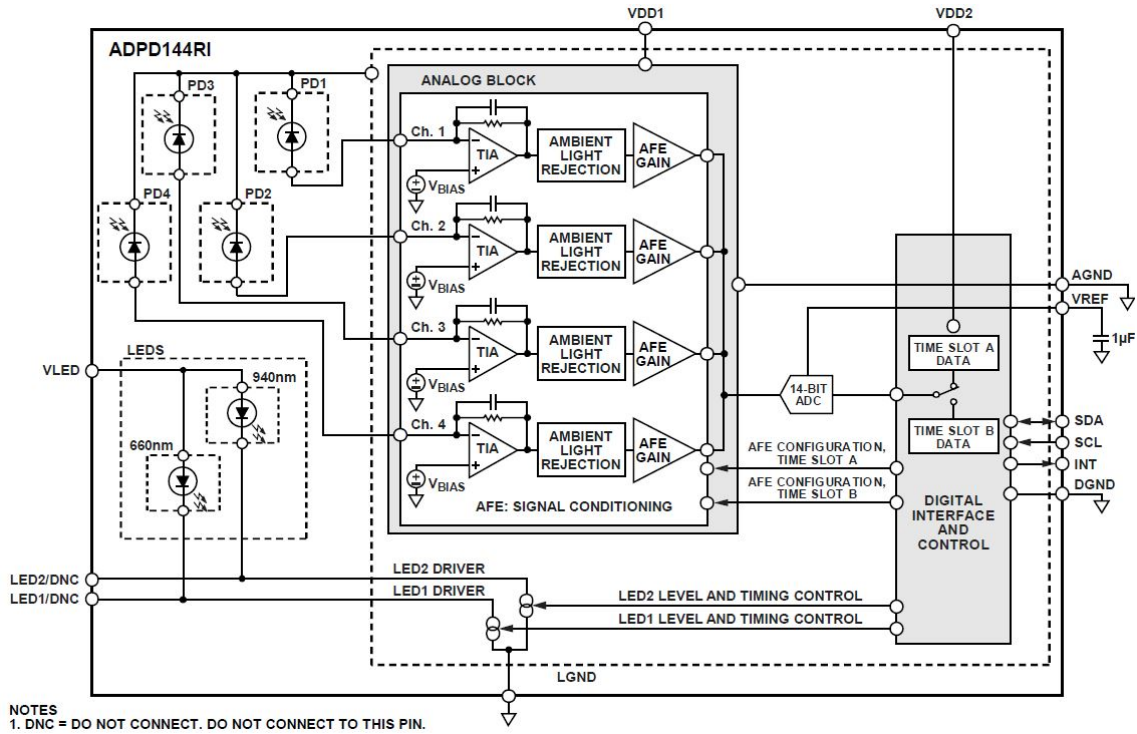 VDD1
VDD2
ADPD144RI
PD1
PD3
PD4
PD2
ANALOG BLOCK
Ch. 1
−
TIA
+
VBIAS
AMBIENT
LIGHT
REJECTION
AFE
GAIN
Ch. 2
−
TIA
+
VBIAS
AMBIENT
LIGHT
REJECTION
AFE
GAIN
Ch. 3
−
TIA
+
VBIAS
AMBIENT
LIGHT
REJECTION
AFE
GAIN
Ch. 4
−
TIA
+
VBIAS
AMBIENT
LIGHT
REJECTION
AFE
GAIN
AFE: SIGNAL CONDITIONING
VLED
LEDS
940nm
660nm
14-BIT
ADC
TIME SLOT A
DATA
TIME SLOT B
DATA
AFE CONFIGURATION,
TIME SLOT A
AFE CONFIGURATION,
TIME SLOT B
DIGITAL
INTERFACE
AND
CONTROL
AGND
VREF
1µF
SDA
SCL
INT
DGND
LED2/DNC
LED1/DNC
LED2 DRIVER
LED1 DRIVER
LED2 LEVEL AND TIMING CONTROL
LED1 LEVEL AND TIMING CONTROL
LGND
NOTES
1. DNC = DO NOT CONNECT. DO NOT CONNECT TO THIS PIN.